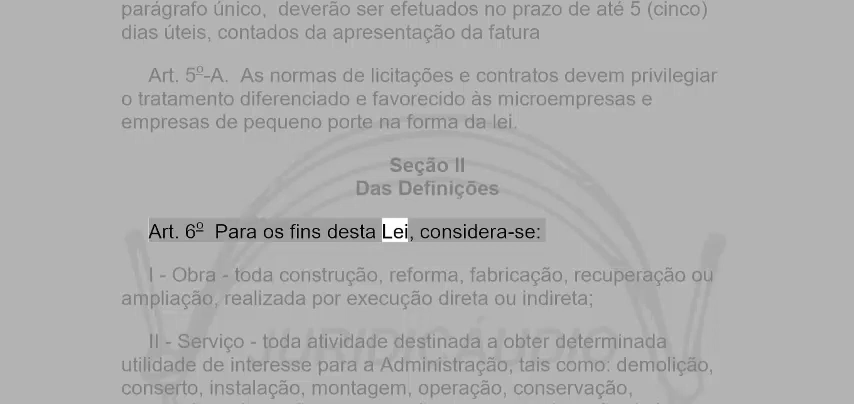 parágrafo único, deverão ser efetuados no prazo de até 5 (cinco)
dias úteis, contados da apresentação da fatura
Art. 5º-A. As normas de licitações e contratos devem privilegiar
o tratamento diferenciado e favorecido às microempresas e
empresas de pequeno porte na forma da lei.
Seção II
Das Definições
Art. 6º Para os fins desta Lei, considera-se:
I - Obra - toda construção, reforma, fabricação, recuperação ou
ampliação, realizada por execução direta ou indireta;
II - Serviço - toda atividade destinada a obter determinada
utilidade de interesse para a Administração, tais como: demolição,
conserto, instalação, montagem, operação, conservação,
JURIDICÁUDIO